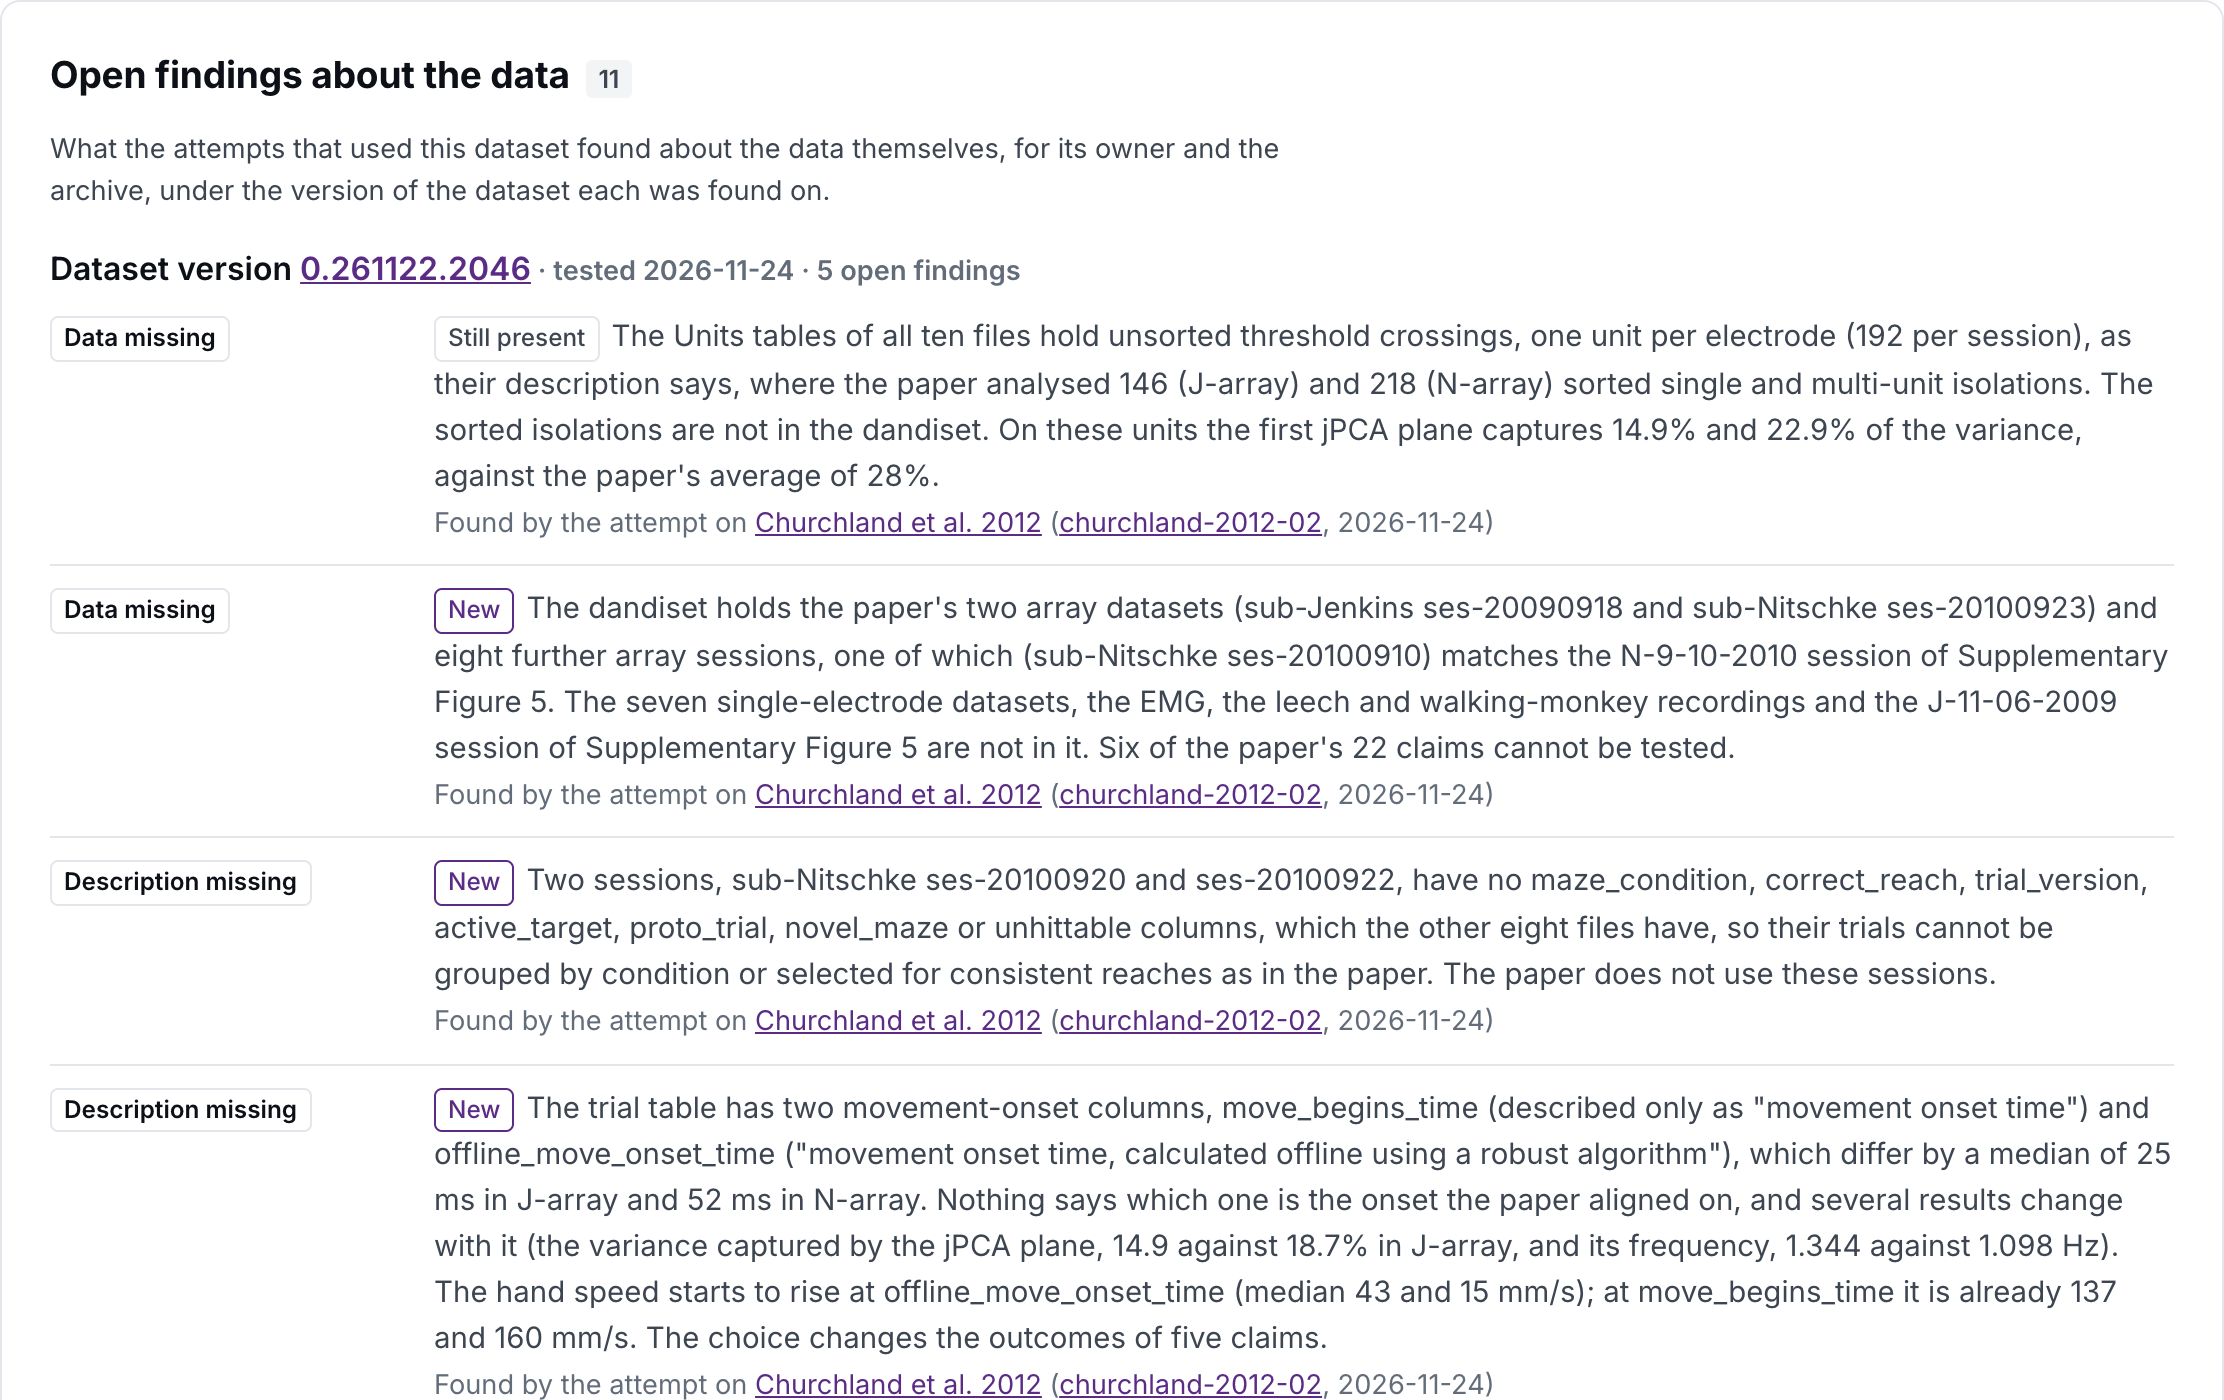 Open findings about the data 11
What the attempts that used this dataset found about the data themselves, for its owner and the
archive, under the version of the dataset each was found on.
Dataset version 0.261122.2046 · tested 2026-11-24 · 5 open findings
Data missing
Still present The Units tables of all ten files hold unsorted threshold crossings, one unit per electrode (192 per session), as
their description says, where the paper analysed 146 (J-array) and 218 (N-array) sorted single and multi-unit isolations. The
sorted isolations are not in the dandiset. On these units the first jPCA plane captures 14.9% and 22.9% of the variance,
against the paper's average of 28%.
Found by the attempt on Churchland et al. 2012 (churchland-2012-02, 2026-11-24)
Data missing
New The dandiset holds the paper's two array datasets (sub-Jenkins ses-20090918 and sub-Nitschke ses-20100923) and
eight further array sessions, one of which (sub-Nitschke ses-20100910) matches the N-9-10-2010 session of Supplementary
Figure 5. The seven single-electrode datasets, the EMG, the leech and walking-monkey recordings and the J-11-06-2009
session of Supplementary Figure 5 are not in it. Six of the paper's 22 claims cannot be tested.
Found by the attempt on Churchland et al. 2012 (churchland-2012-02, 2026-11-24)
Description missing
New Two sessions, sub-Nitschke ses-20100920 and ses-20100922, have no maze_condition, correct_reach, trial_version,
active_target, proto_trial, novel_maze or unhittable columns, which the other eight files have, so their trials cannot be
grouped by condition or selected for consistent reaches as in the paper. The paper does not use these sessions.
Found by the attempt on Churchland et al. 2012 (churchland-2012-02, 2026-11-24)
Description missing
New The trial table has two movement-onset columns, move_begins_time (described only as "movement onset time") and
offline_move_onset_time ("movement onset time, calculated offline using a robust algorithm"), which differ by a median of 25
ms in J-array and 52 ms in N-array. Nothing says which one is the onset the paper aligned on, and several results change
with it (the variance captured by the jPCA plane, 14.9 against 18.7% in J-array, and its frequency, 1.344 against 1.098 Hz).
The hand speed starts to rise at offline_move_onset_time (median 43 and 15 mm/s); at move_begins_time it is already 137
and 160 mm/s. The choice changes the outcomes of five claims.
Found by the attempt on Churchland et al. 2012 (churchland-2012-02, 2026-11-24)